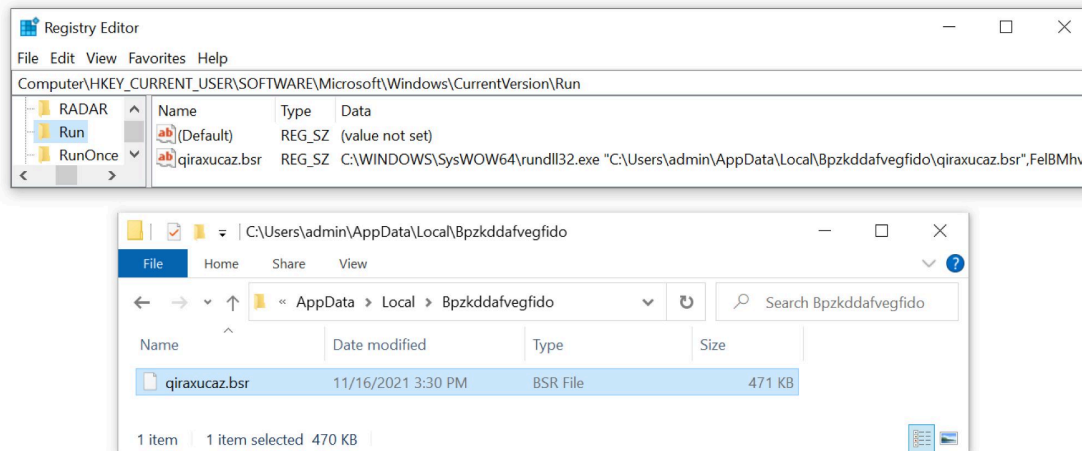 Registry Editor
File Edit View Favorites Help
Computer\HKEY_CURRENT_USER\SOFTWARE\Microsoft\Windows\CurrentVersion\Run
RADAR
Run
RunOnce
Name Type Data
ab (Default) REG_SZ (value not set)
ab qiraxucaz.bsr REG_SZ C:\WINDOWS\SysWOW64\rundll32.exe "C:\Users\admin\AppData\Local\Bpzkddafvegfido\qiraxucaz.bsr",FelBMhv
C:\Users\admin\AppData\Local\Bpzkddafvegfido
File Home Share View
« AppData > Local > Bpzkddafvegfido
Search Bpzkddafvegfido
Name Date modified Type Size
qiraxucaz.bsr 11/16/2021 3:30 PM BSR File 471 KB
1 item 1 item selected 470 KB